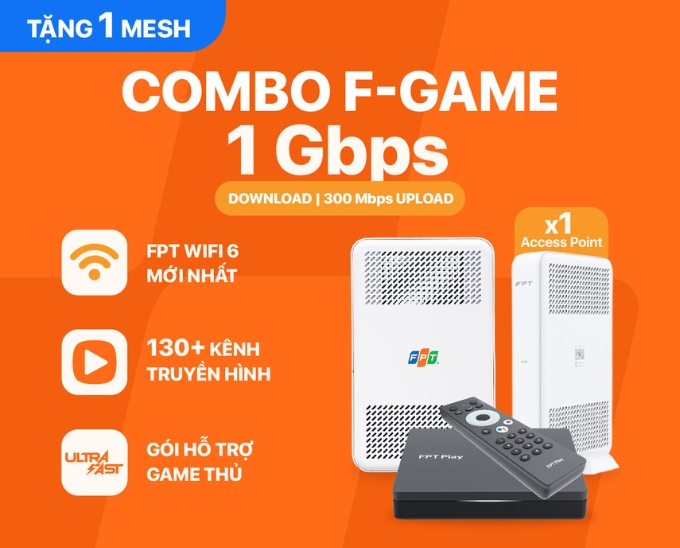 TẶNG 1 MESH
COMBO F-GAME
1 Gbps
DOWNLOAD | 300 Mbps UPLOAD
x1
Access Point
FPT WIFI 6
MỚI NHẤT
FPT
130+ KÊNH
TRUYỀN HÌNH
FPT
ULTRA
FAST
GÓI HỖ TRỢ
GAME THỦ
FPT Play
FPT Play